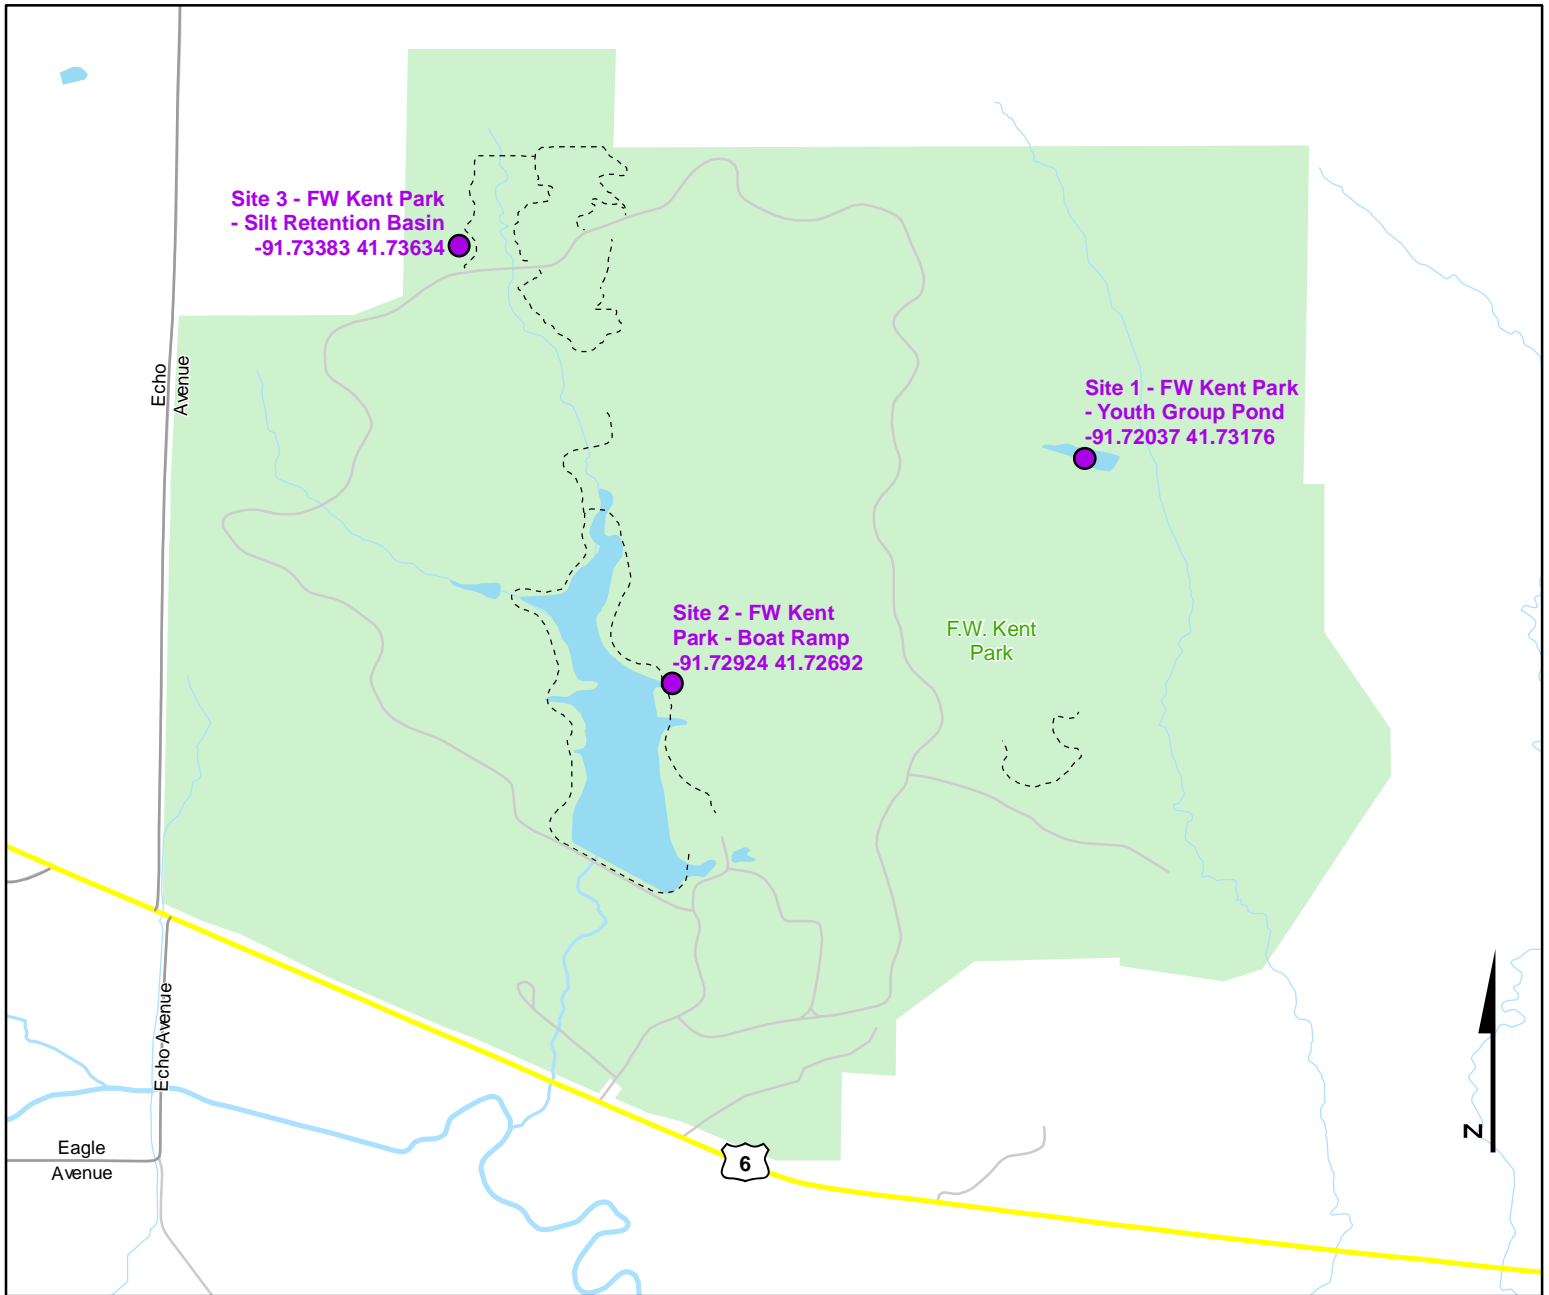 Site 3 - FW Kent Park
- Silt Retention Basin
-91.73383 41.73634
Echo
Avenue
Site 1 - FW Kent Park
- Youth Group Pond
-91.72037 41.73176
Site 2 - FW Kent
Park - Boat Ramp
-91.72924 41.72692
F.W. Kent
Park
Echo Avenue
Eagle
Avenue
6
N